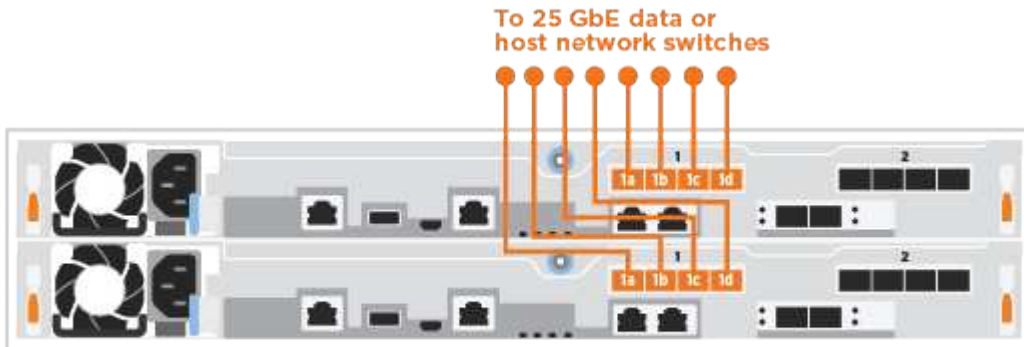 To 25 GbE data or
host network switches
1 2
1a 1b 1c 1d
1 2
1a 1b 1c 1d